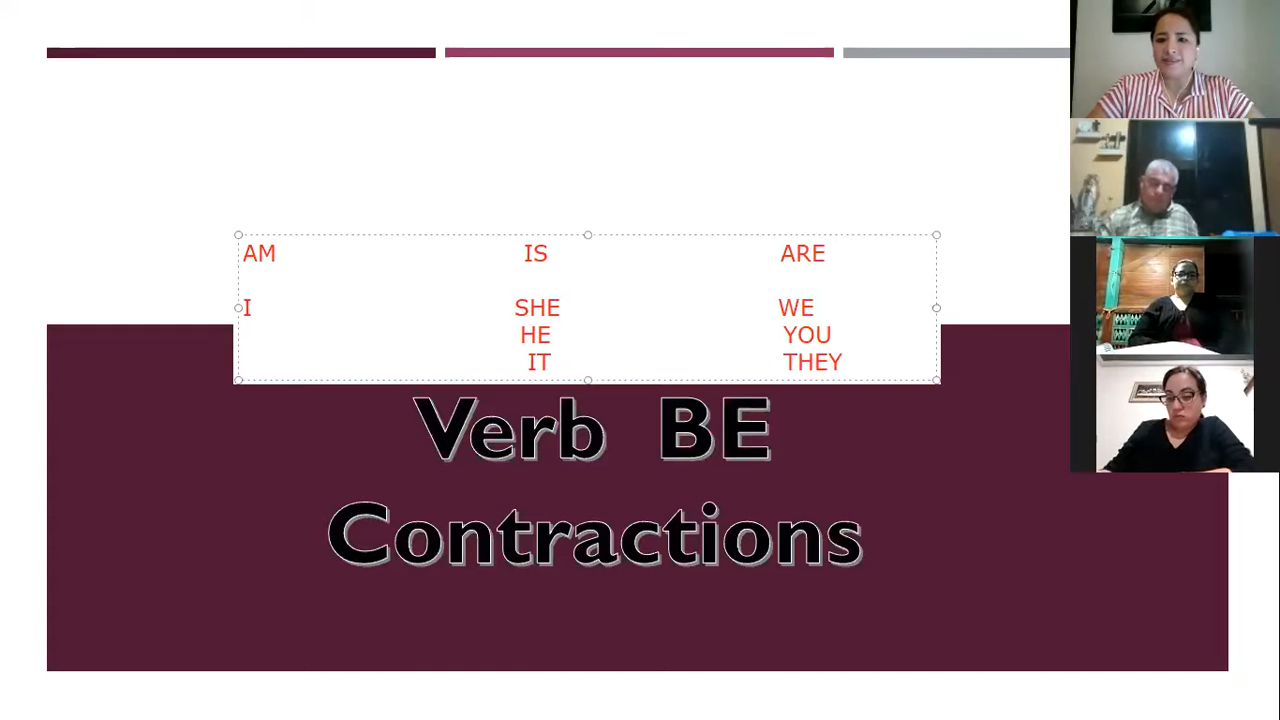 AM IS ARE
I SHE WE
HE YOU
IT THEY
Verb BE
Contractions